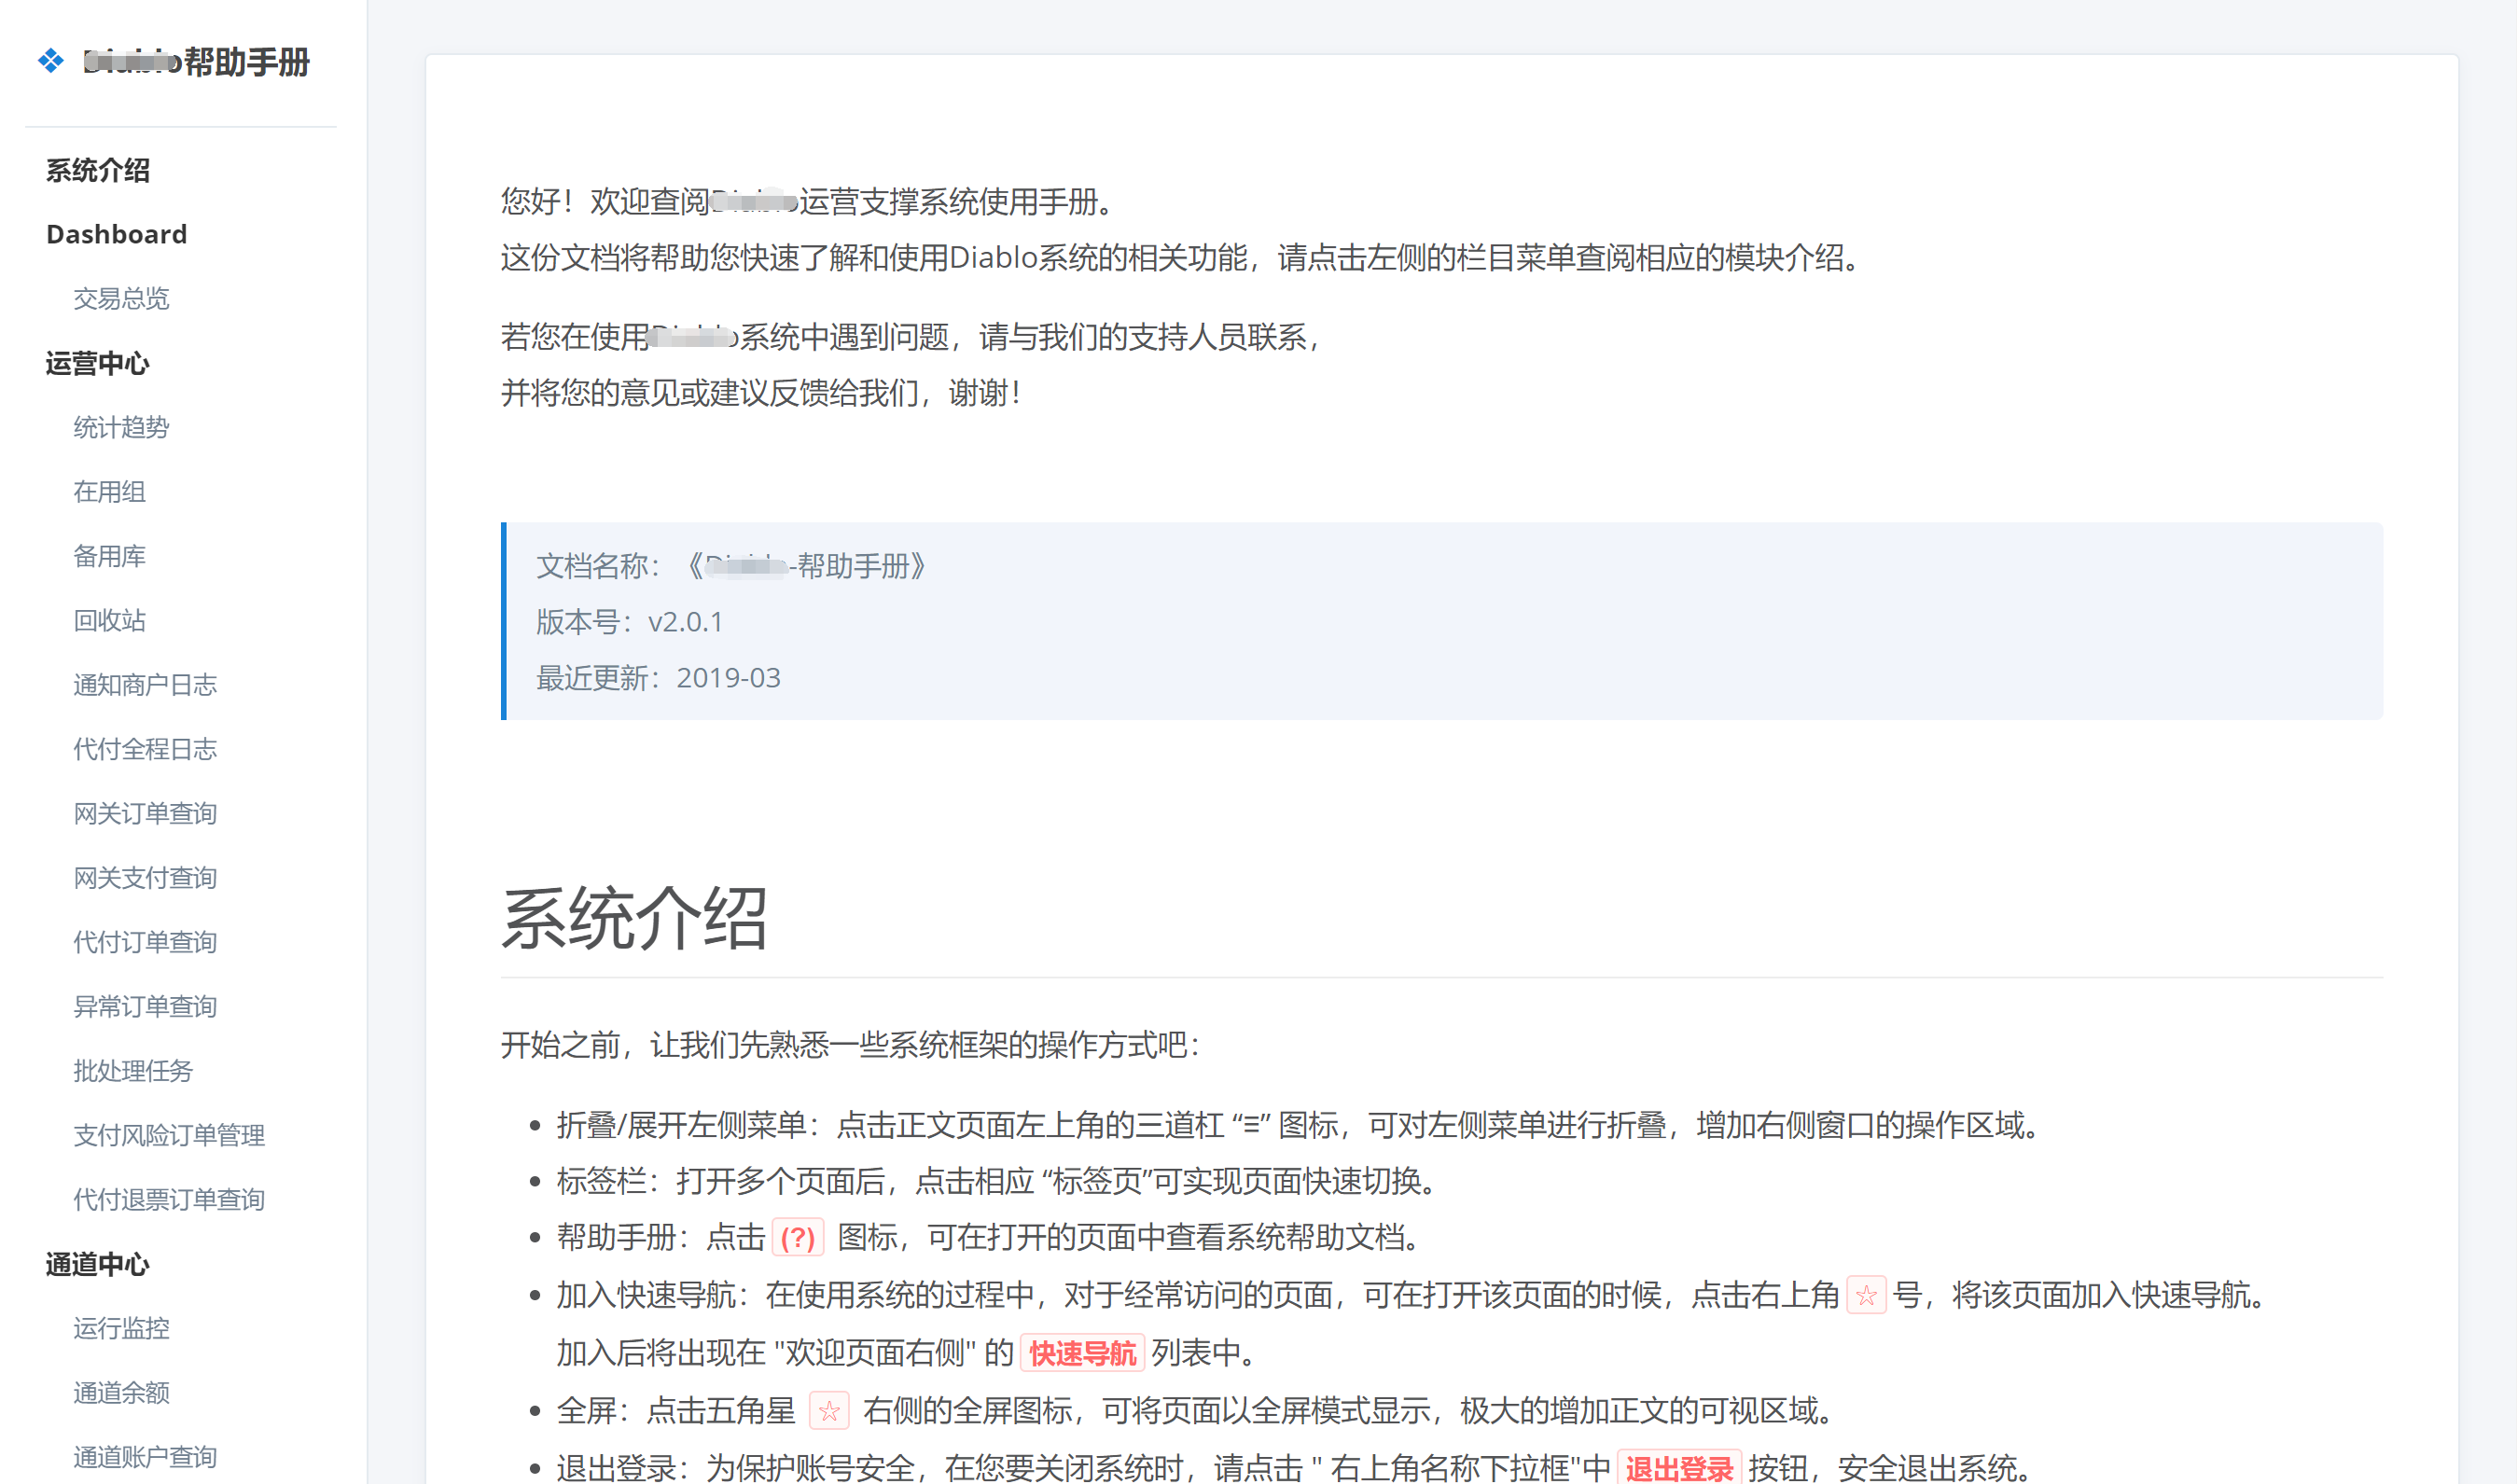 帮助手册
系统介绍
Dashboard
交易总览
运营中心
统计趋势
在用组
备用库
回收站
通知商户日志
代付全程日志
网关订单查询
网关支付查询
代付订单查询
异常订单查询
批处理任务
支付风险订单管理
代付退票订单查询
通道中心
运行监控
通道余额
通道账户查询
您好！欢迎查阅运营支撑系统使用手册。
这份文档将帮助您快速了解和使用Diablo系统的相关功能，请点击左侧的栏目菜单查阅相应的模块介绍。
若您在使用系统中遇到问题，请与我们的支持人员联系，
并将您的意见或建议反馈给我们，谢谢！
文档名称：《-帮助手册》
版本号：v2.0.1
最近更新：2019-03
系统介绍
开始之前，让我们先熟悉一些系统框架的操作方式吧：
• 折叠/展开左侧菜单：点击正文页面左上角的三道杠 “≡” 图标，可对左侧菜单进行折叠，增加右侧窗口的操作区域。
• 标签栏：打开多个页面后，点击相应 “标签页”可实现页面快速切换。
• 帮助手册：点击 (?) 图标，可在打开的页面中查看系统帮助文档。
• 加入快速导航：在使用系统的过程中，对于经常访问的页面，可在打开该页面的时候，点击右上角 ☆ 号，将该页面加入快速导航。
加入后将出现在 "欢迎页面右侧" 的 快速导航 列表中。
• 全屏：点击五角星 ☆ 右侧的全屏图标，可将页面以全屏模式显示，极大的增加正文的可视区域。
• 退出登录：为保护账号安全，在您要关闭系统时，请点击 " 右上角名称下拉框"中 退出登录 按钮，安全退出系统。